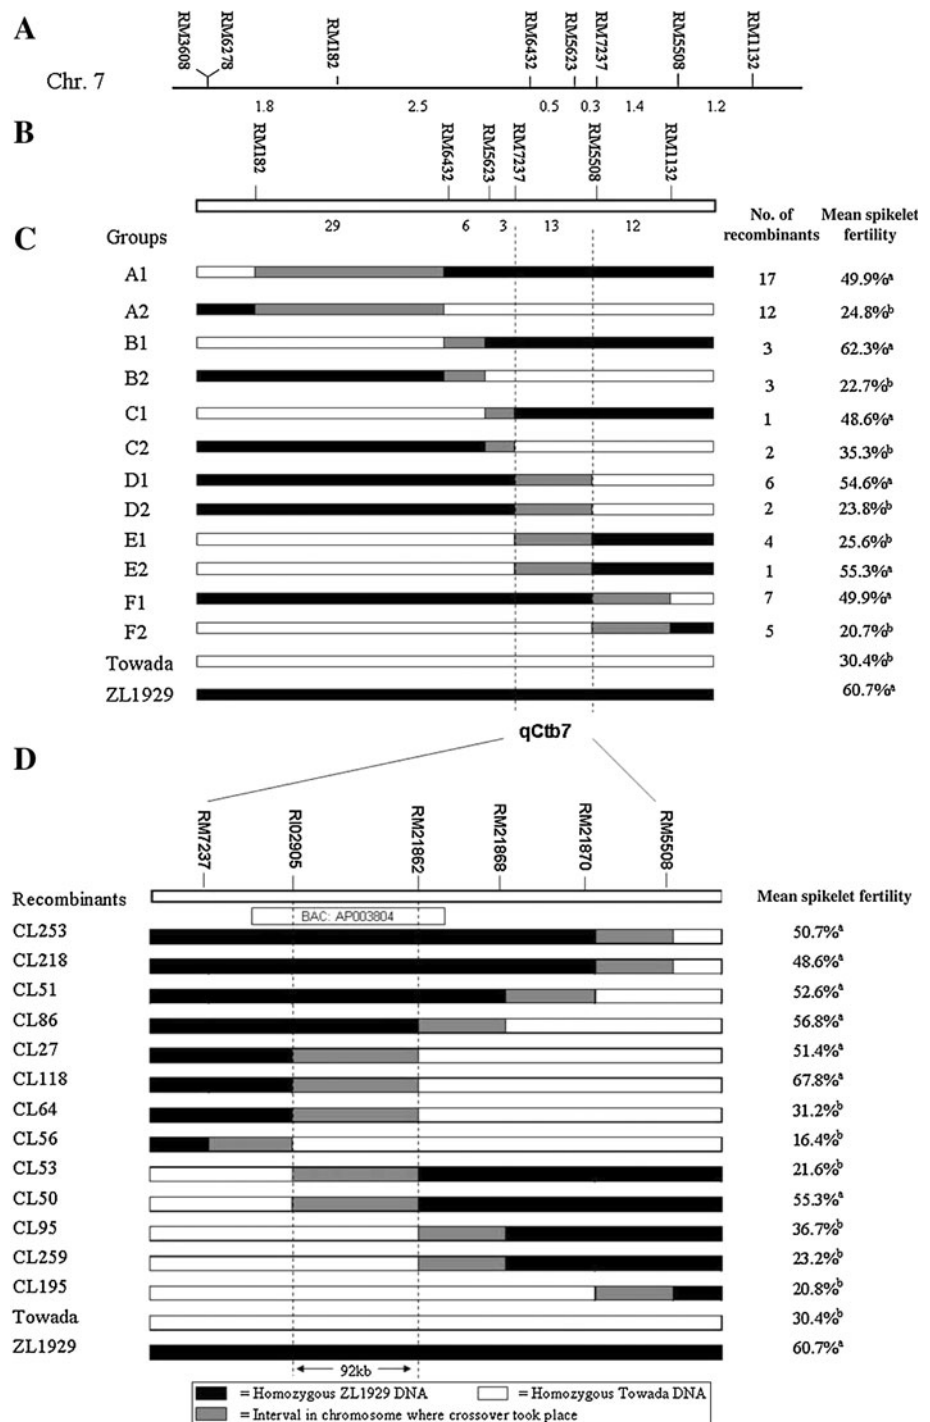 A
RM3608
RM6278
RM182
RM6432
RM5623
RM7237
RM5508
RM1132
Chr. 7
1.8 2.5 0.5 0.3 1.4 1.2
B
RM182
RM6432
RM5623
RM7237
RM5508
RM1132
29 6 3 13 12
C
Groups
No. of recombinants
Mean spikelet fertility
A1 17 49.9%a
A2 12 24.8%b
B1 3 62.3%a
B2 3 22.7%b
C1 1 48.6%a
C2 2 35.3%b
D1 6 54.6%a
D2 2 23.8%b
E1 4 25.6%b
E2 1 55.3%a
F1 7 49.9%a
F2 5 20.7%b
Towada 30.4%b
ZL1929 60.7%a
qCtb7
D
RM7237
RI02905
RM21862
RM21868
RM21870
RM5508
Recombinants Mean spikelet fertility
BAC: AP003804
CL253 50.7%a
CL218 48.6%a
CL51 52.6%a
CL86 56.8%a
CL27 51.4%a
CL118 67.8%a
CL64 31.2%b
CL56 16.4%b
CL53 21.6%b
CL50 55.3%a
CL95 36.7%b
CL259 23.2%b
CL195 20.8%b
Towada 30.4%b
ZL1929 60.7%a
92kb
= Homozygous ZL1929 DNA = Homozygous Towada DNA
= Interval in chromosome where crossover took place